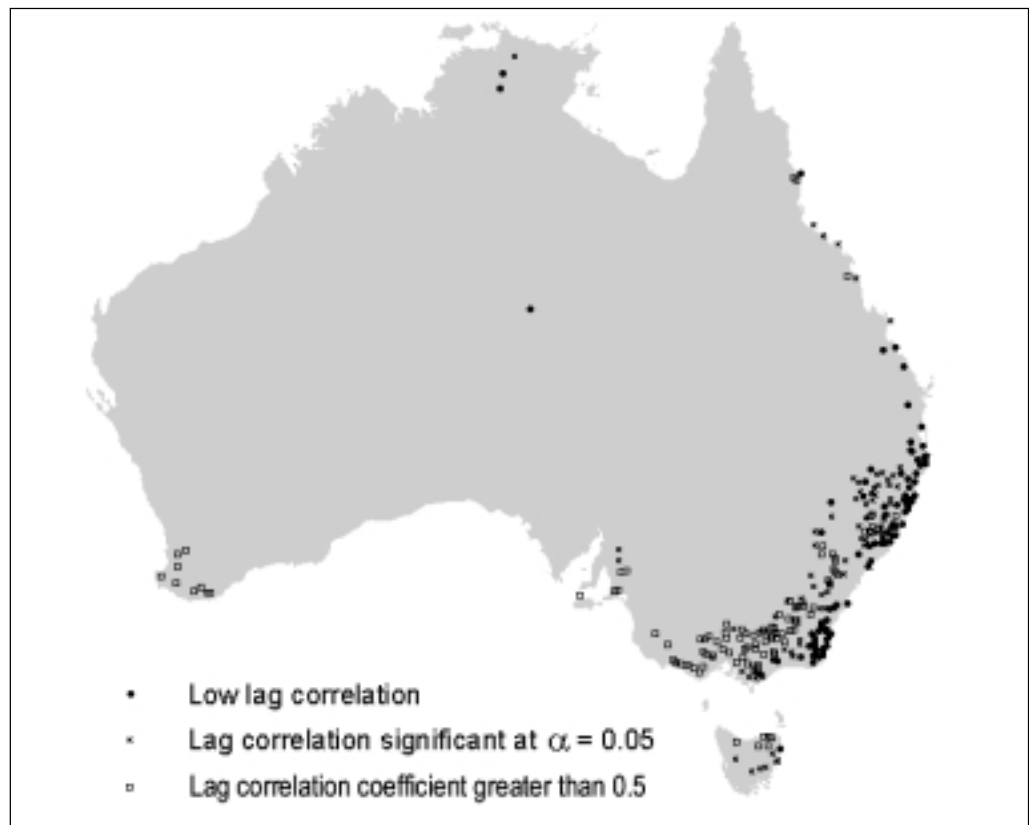 Low lag correlation
Lag correlation significant at α = 0.05
Lag correlation coefficient greater than 0.5